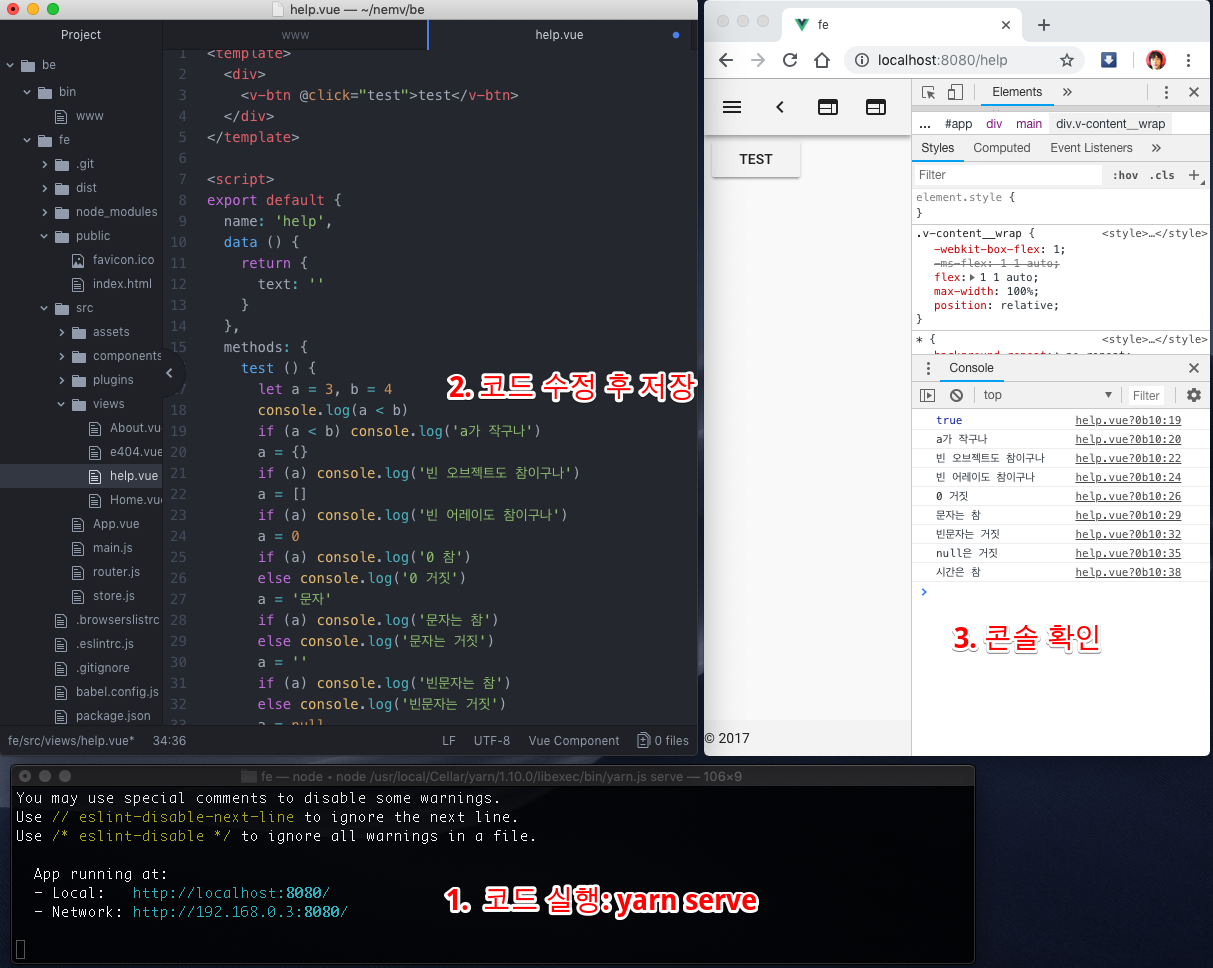 help.vue — ~/nemv/be
Project
www
help.vue
be
bin
www
fe
.git
dist
node_modules
public
favicon.ico
index.html
src
assets
components
plugins
views
About.vu
e404.vue
help.vue
Home.vue
App.vue
main.js
router.js
store.js
.browserslistrc
.eslintrc.js
.gitignore
babel.config.js
package.json
1 <template>
2 <div>
3 <v-btn @click="test">test</v-btn>
4 </div>
5 </template>
6
7 <script>
8 export default {
9 name: 'help',
10 data () {
11 return {
12 text: ''
13 }
14 },
15 methods: {
16 test () {
17 let a = 3, b = 4
18 console.log(a < b)
19 if (a < b) console.log('a가 작구나')
20 a = {}
21 if (a) console.log('빈 오브젝트도 참이구나')
22 a = []
23 if (a) console.log('빈 어레이도 참이구나')
24 a = 0
25 if (a) console.log('0 참')
26 else console.log('0 거짓')
27 a = '문자'
28 if (a) console.log('문자는 참')
29 else console.log('문자는 거짓')
30 a = ''
31 if (a) console.log('빈문자는 참')
32 else console.log('빈문자는 거짓')
33 a = null
2. 코드 수정 후 저장
fe/src/views/help.vue* 34:36 LF UTF-8 Vue Component 0 files
fe
localhost:8080/help
TEST
© 2017
Elements
... #app div main div.v-content__wrap
Styles Computed Event Listeners
Filter :hov .cls
element.style {
}
.v-content__wrap { <style>…</style>
-webkit-box-flex: 1;
-ms-flex: 1 1 auto;
flex: 1 1 auto;
max-width: 100%;
position: relative;
}
* { <style>…</style>
background-repeat: no-repeat;
Console
top Filter
true help.vue?0b10:19
a가 작구나 help.vue?0b10:20
빈 오브젝트도 참이구나 help.vue?0b10:22
빈 어레이도 참이구나 help.vue?0b10:24
0 거짓 help.vue?0b10:26
문자는 참 help.vue?0b10:29
빈문자는 거짓 help.vue?0b10:32
null은 거짓 help.vue?0b10:35
시간은 참 help.vue?0b10:38
3. 콘솔 확인
fe — node • node /usr/local/Cellar/yarn/1.10.0/libexec/bin/yarn.js serve — 106×9
You may use special comments to disable some warnings.
Use // eslint-disable-next-line to ignore the next line.
Use /* eslint-disable */ to ignore all warnings in a file.
App running at:
- Local: http://localhost:8080/
- Network: http://192.168.0.3:8080/
1. 코드 실행: yarn serve